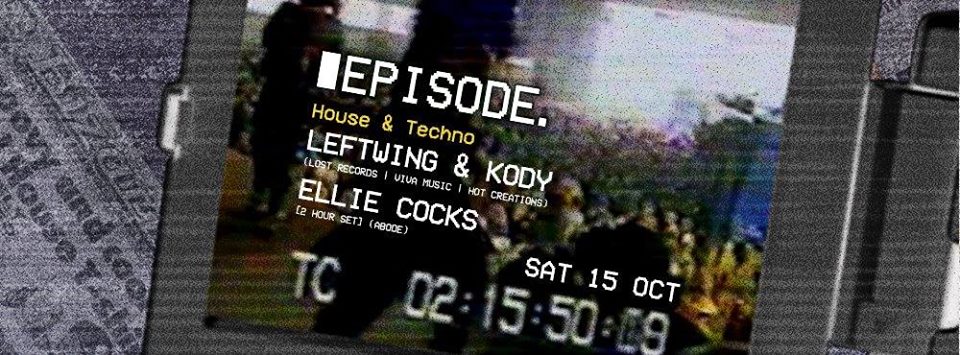 EPISODE.
House & Techno
LEFTWING & KODY
(LOST RECORDS | VIVA MUSIC | HOT CREATIONS)
ELLIE COCKS
[2 HOUR SET] (ABODE)
SAT 15 OCT
TC 02:15:50:09